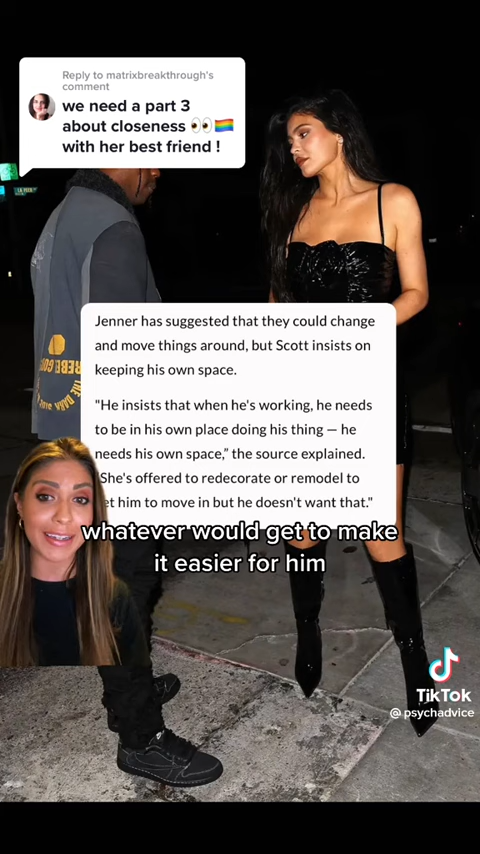 Reply to matrixbreakthrough's
comment
we need a part 3
about closeness 👀🏳️‍🌈
with her best friend !
Jenner has suggested that they could change
and move things around, but Scott insists on
keeping his own space.
"He insists that when he's working, he needs
to be in his own place doing his thing — he
needs his own space," the source explained.
She's offered to redecorate or remodel to
et him to move in but he doesn't want that."
whatever would get to make
it easier for him
TikTok
@psychadvice